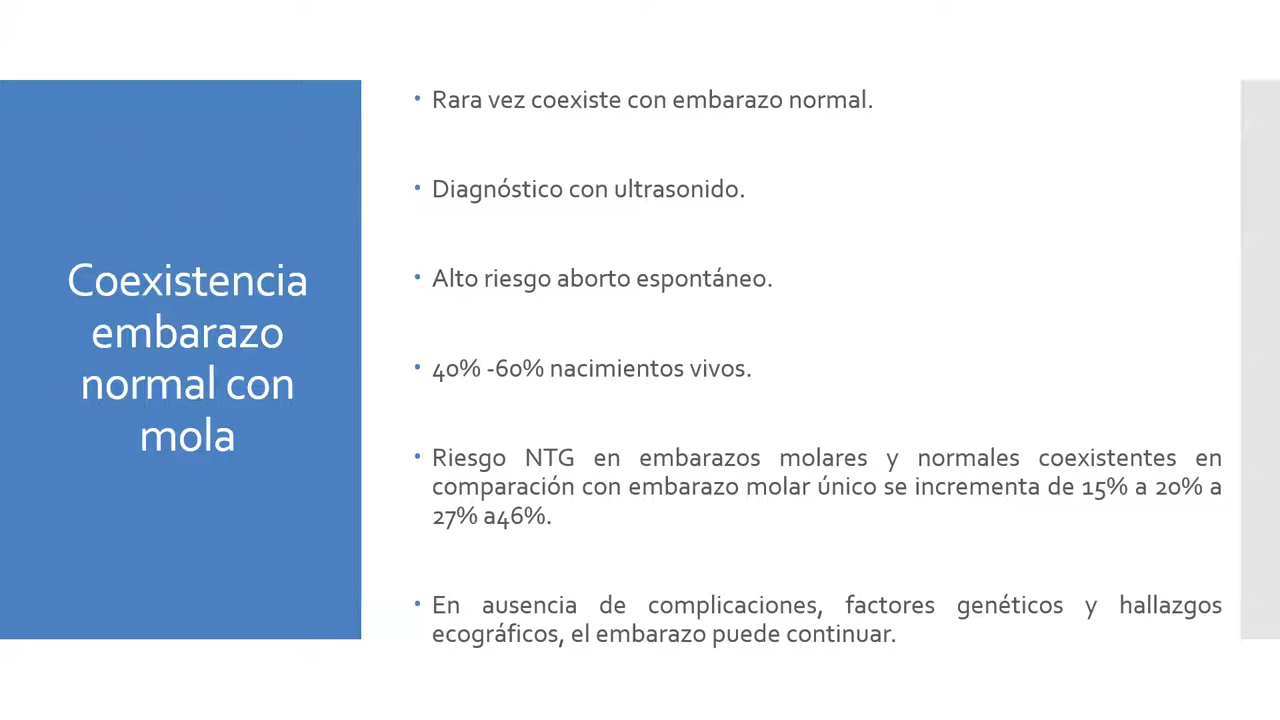 Coexistencia
embarazo
normal con
mola
• Rara vez coexiste con embarazo normal.
• Diagnóstico con ultrasonido.
• Alto riesgo aborto espontáneo.
• 40% -60% nacimientos vivos.
• Riesgo NTG en embarazos molares y normales coexistentes en
comparación con embarazo molar único se incrementa de 15% a 20% a
27% a46%.
• En ausencia de complicaciones, factores genéticos y hallazgos
ecográficos, el embarazo puede continuar.